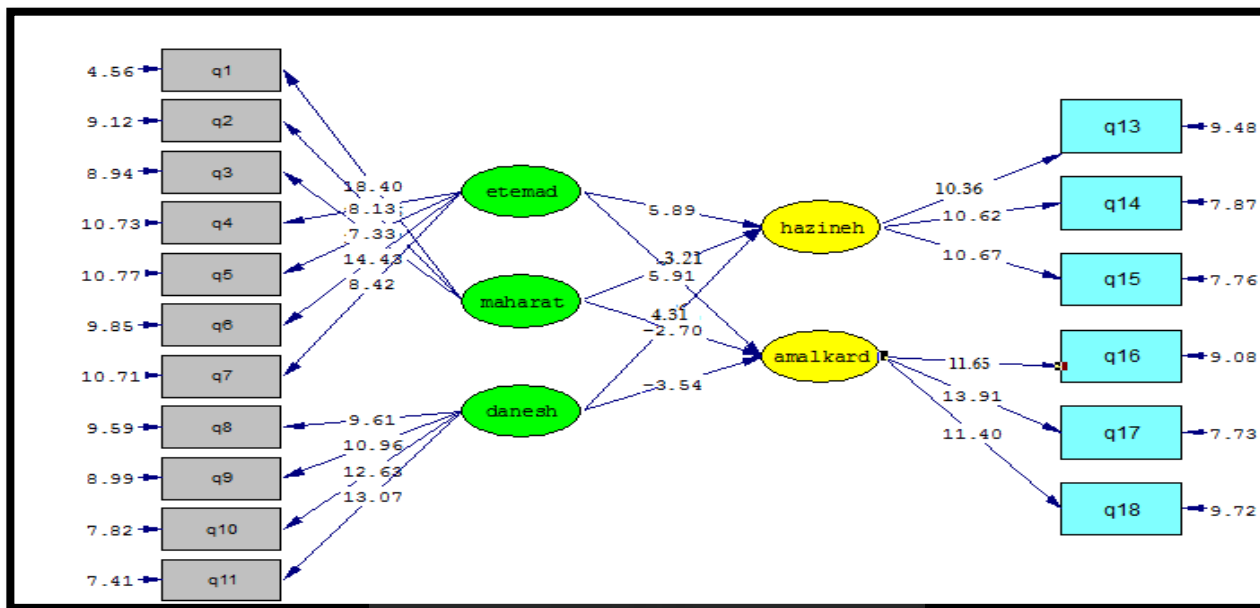 4.56 q1
9.12 q2
8.94 q3
10.73 q4
10.77 q5
9.85 q6
10.71 q7
9.59 q8
8.99 q9
7.82 q10
7.41 q11
18.40
8.13
7.33
14.43
8.42
9.61
10.96
12.63
13.07
etemad
maharat
danesh
5.89
-3.21
5.91
4.31
-2.70
-3.54
hazineh
amalkard
10.36
10.62
10.67
11.65
13.91
11.40
q13 9.48
q14 7.87
q15 7.76
q16 9.08
q17 7.73
q18 9.72